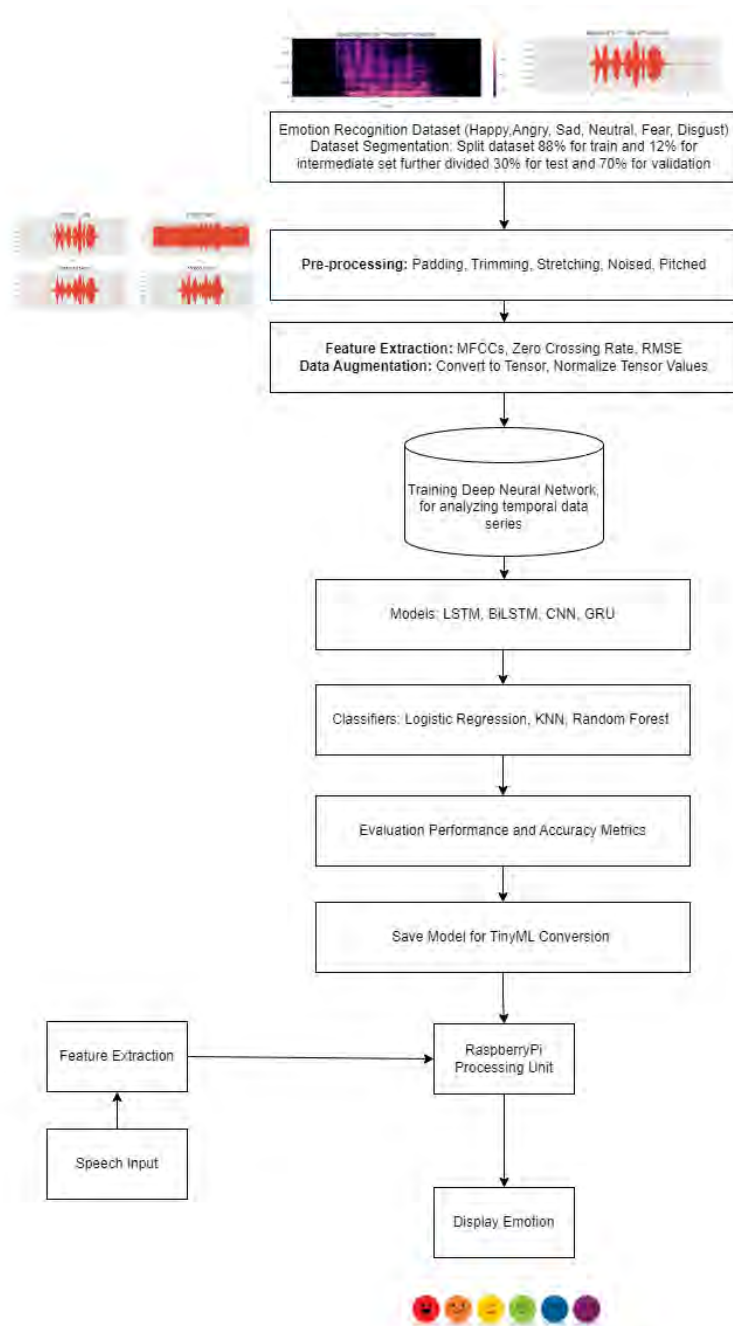 Emotion Recognition Dataset (Happy,Angry, Sad, Neutral, Fear, Disgust)
Dataset Segmentation: Split dataset 88% for train and 12% for
intermediate set further divided 30% for test and 70% for validation
Pre-processing: Padding, Trimming, Stretching, Noised, Pitched
Feature Extraction: MFCCs, Zero Crossing Rate, RMSE
Data Augmentation: Convert to Tensor, Normalize Tensor Values
Training Deep Neural Network,
for analyzing temporal data
series
Models: LSTM, BiLSTM, CNN, GRU
Classifiers: Logistic Regression, KNN, Random Forest
Evaluation Performance and Accuracy Metrics
Save Model for TinyML Conversion
Feature Extraction
RaspberryPi
Processing Unit
Speech Input
Display Emotion